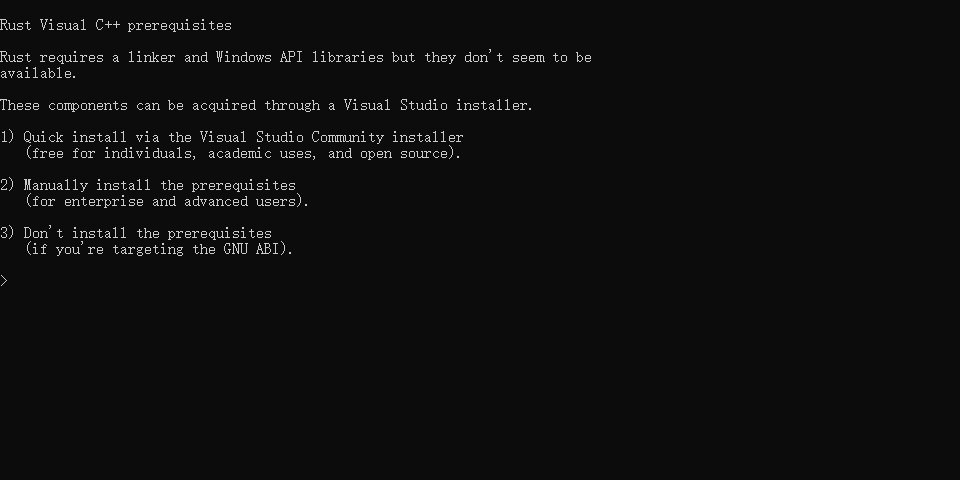 Rust Visual C++ prerequisites
Rust requires a linker and Windows API libraries but they don't seem to be
available.
These components can be acquired through a Visual Studio installer.
1) Quick install via the Visual Studio Community installer
(free for individuals, academic uses, and open source).
2) Manually install the prerequisites
(for enterprise and advanced users).
3) Don't install the prerequisites
(if you're targeting the GNU ABI).
>